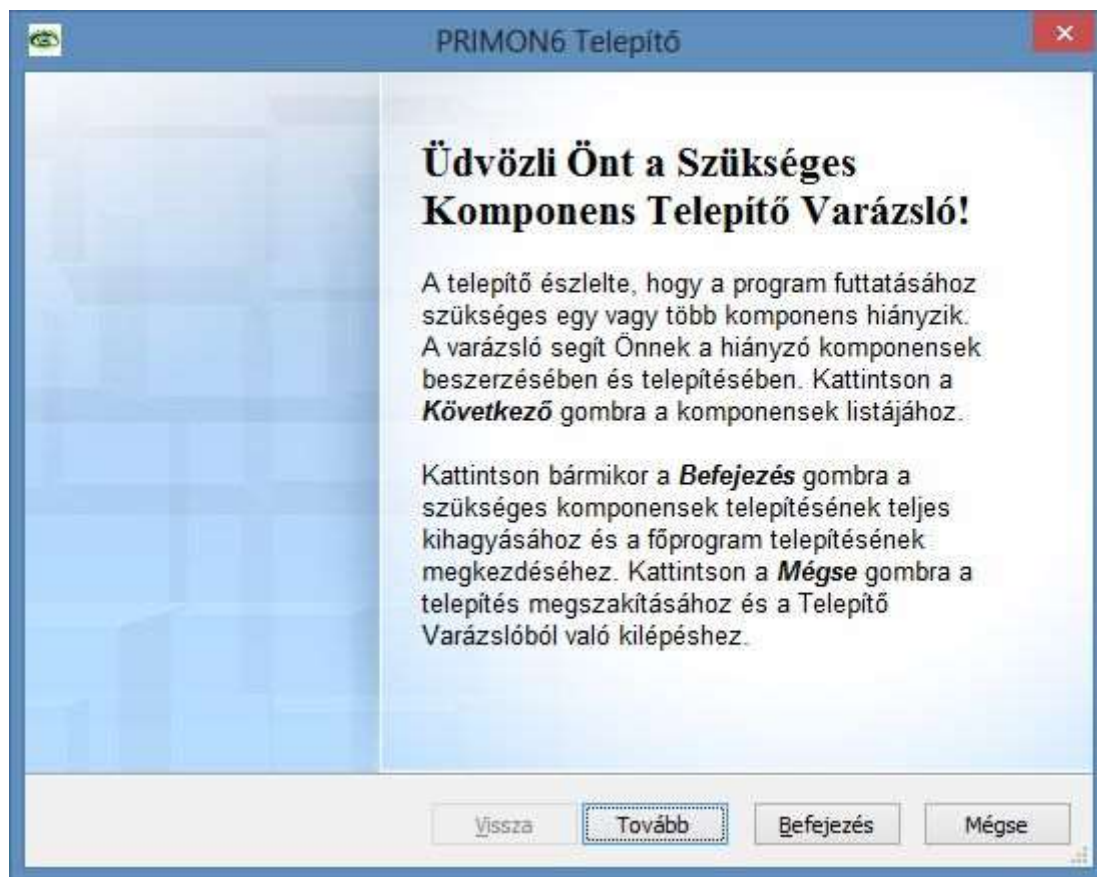 PRIMON6 Telepítő
Üdvözli Önt a Szükséges
Komponens Telepítő Varázsló!
A telepítő észlelte, hogy a program futtatásához
szükséges egy vagy több komponens hiányzik.
A varázsló segít Önnek a hiányzó komponensek
beszerzésében és telepítésében. Kattintson a
Következő gombra a komponensek listájához.
Kattintson bármikor a Befejezés gombra a
szükséges komponensek telepítésének teljes
kihagyásához és a főprogram telepítésének
megkezdéséhez. Kattintson a Mégse gombra a
telepítés megszakításához és a Telepítő
Varázslóból való kilépéshez.
Vissza Tovább Befejezés Mégse